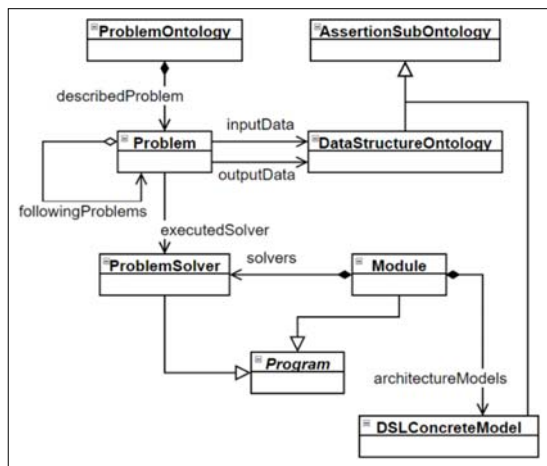 ProblemOntology
AssertionSubOntology
describedProblem
inputData
Problem
DataStructureOntology
outputData
followingProblems
executedSolver
ProblemSolver
solvers
Module
Program
architectureModels
DSLConcreteModel